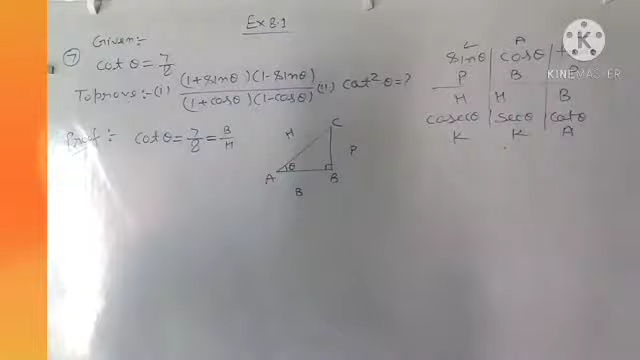 Ex 8.1
Given:-
7 cot θ = 7/8
To prove:- (i) (1+sinθ)(1-sinθ) / (1+cosθ)(1-cosθ) (ii) cot² θ = ?
Proof:- cot θ = 7/8 = B/H
H
C
P
A θ B
B
sinθ cosθ
P B
H H B
cosecθ secθ cotθ
K K A
A
KINEMASTER